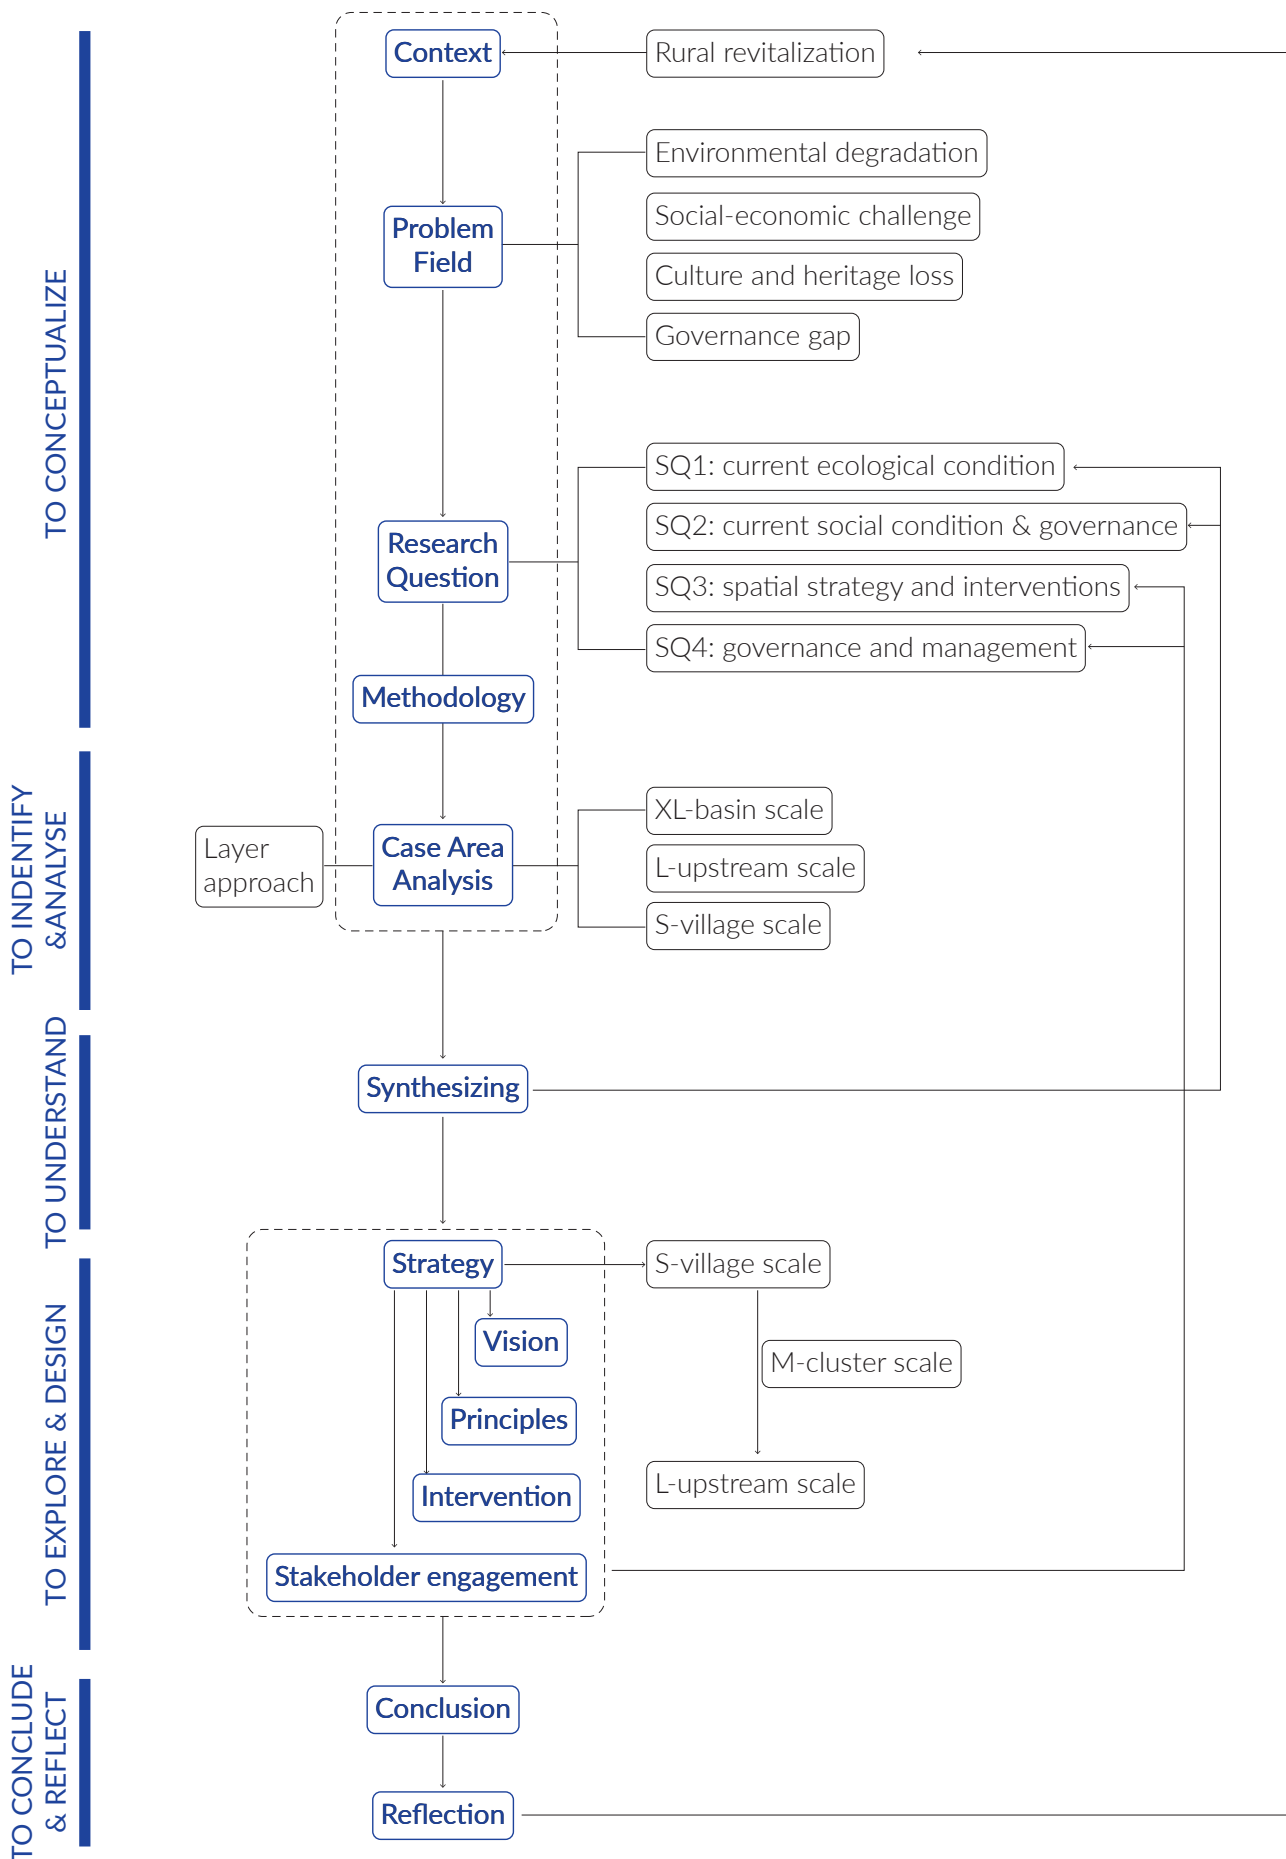 TO CONCEPTUALIZE
Context
Rural revitalization
Environmental degradation
Problem
Field
Social-economic challenge
Culture and heritage loss
Governance gap
Research
Question
SQ1: current ecological condition
SQ2: current social condition & governance
SQ3: spatial strategy and interventions
SQ4: governance and management
Methodology
TO INDENTIFY
&ANALYSE
Layer
approach
Case Area
Analysis
XL-basin scale
L-upstream scale
S-village scale
TO UNDERSTAND
Synthesizing
TO EXPLORE & DESIGN
Strategy
S-village scale
Vision
M-cluster scale
Principles
L-upstream scale
Intervention
Stakeholder engagement
TO CONCLUDE
& REFLECT
Conclusion
Reflection